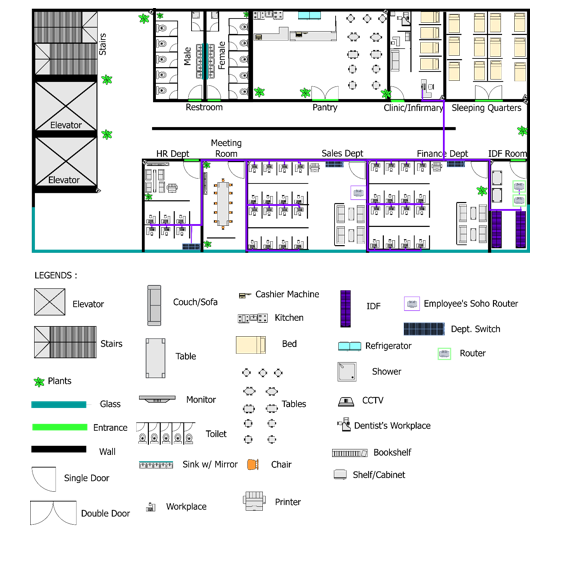 Stairs
Male
Female
Restroom
Pantry
Clinic/Infirmary
Sleeping Quarters
Elevator
Elevator
HR Dept
Meeting
Room
Sales Dept
Finance Dept
IDF Room
LEGENDS :
Elevator
Couch/Sofa
Cashier Machine
IDF
Employee's Soho Router
Kitchen
Dept. Switch
Stairs
Table
Bed
Refrigerator
Router
Plants
Shower
Glass
Monitor
Tables
CCTV
Entrance
Toilet
Dentist's Workplace
Wall
Sink w/ Mirror
Chair
Bookshelf
Single Door
Shelf/Cabinet
Double Door
Workplace
Printer